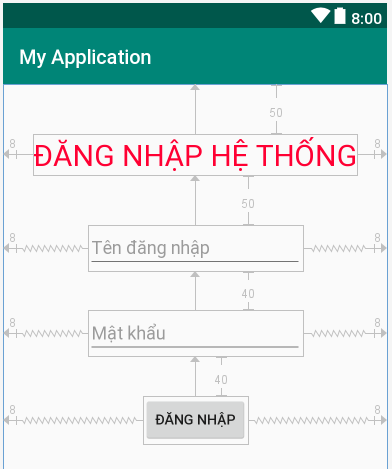 8:00
My Application
50
8 ĐĂNG NHẬP HỆ THỐNG 8
50
8 Tên đăng nhập 8
40
8 Mật khẩu 8
40
8 ĐĂNG NHẬP 8